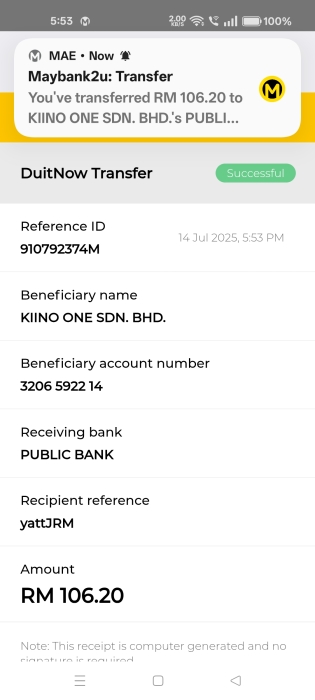 5:53
2.00
KB/S
100%
MAE • Now
Maybank2u: Transfer
You've transferred RM 106.20 to
KIINO ONE SDN. BHD.'s PUBLI...
DuitNow Transfer
Successful
Reference ID
910792374M
14 Jul 2025, 5:53 PM
Beneficiary name
KIINO ONE SDN. BHD.
Beneficiary account number
3206 5922 14
Receiving bank
PUBLIC BANK
Recipient reference
yattJRM
Amount
RM 106.20
Note: This receipt is computer generated and no
signature is required